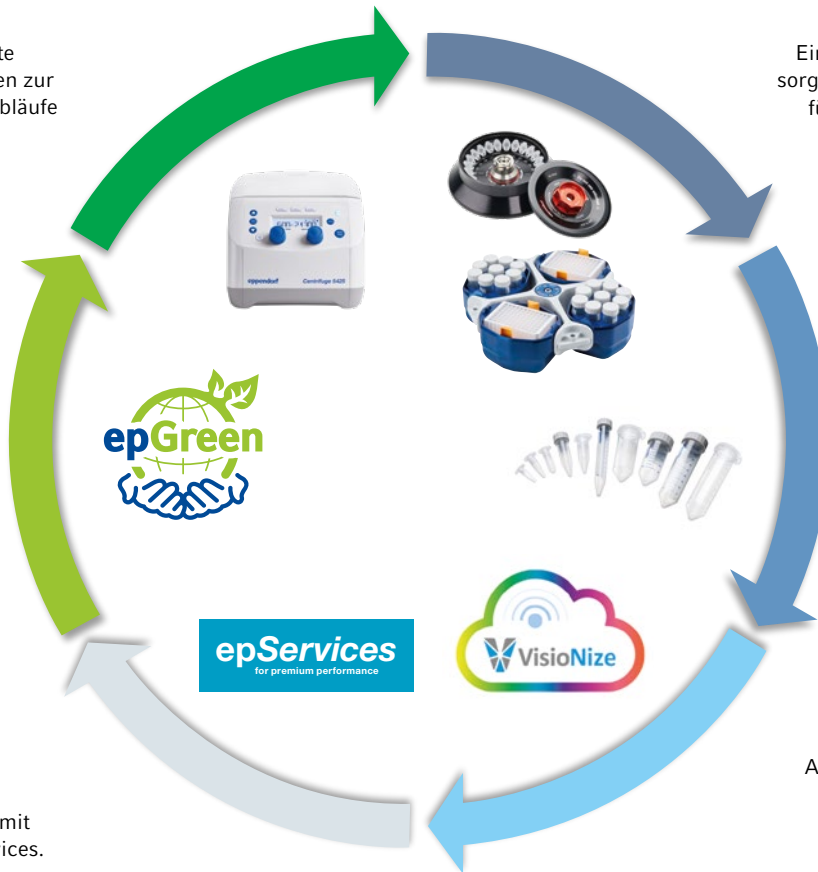 te
en zur
bläufe
Ein
sorg
fü
eppendorf
Centrifuge 5425
epGreen
epServices
for premium performance
VisioNize
A
mit
ices.